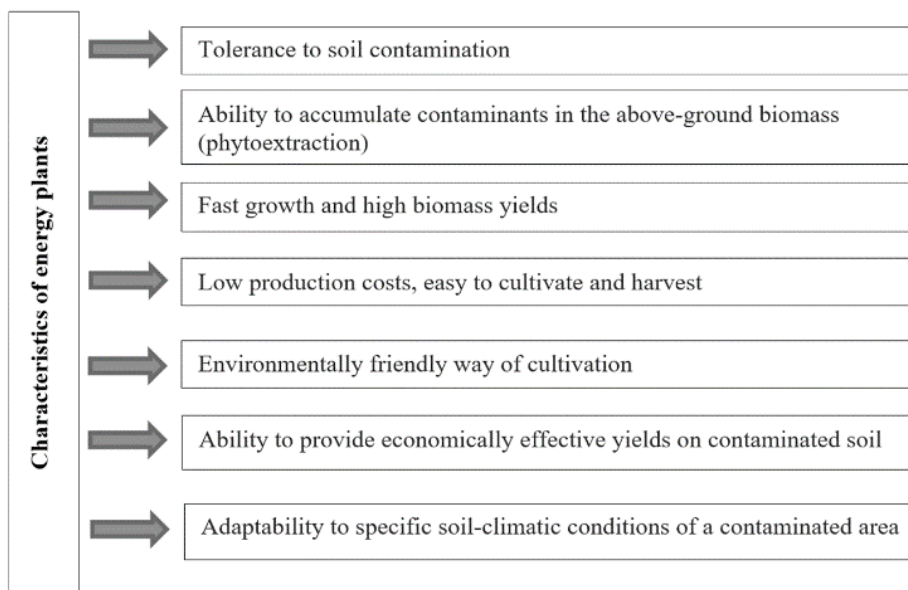 Characteristics of energy plants
Tolerance to soil contamination
Ability to accumulate contaminants in the above-ground biomass
(phytoextraction)
Fast growth and high biomass yields
Low production costs, easy to cultivate and harvest
Environmentally friendly way of cultivation
Ability to provide economically effective yields on contaminated soil
Adaptability to specific soil-climatic conditions of a contaminated area